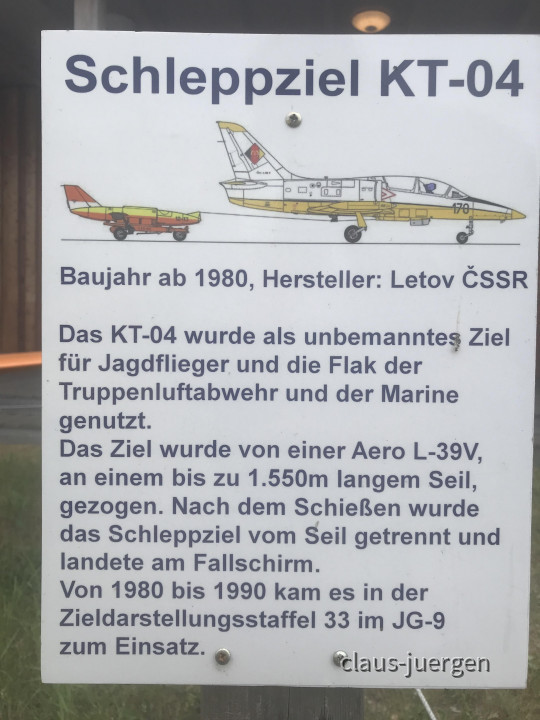 Schleppziel KT-04
170
Baujahr ab 1980, Hersteller: Letov ČSSR
Das KT-04 wurde als unbemanntes Ziel
für Jagdflieger und die Flak der
Truppenluftabwehr und der Marine
genutzt.
Das Ziel wurde von einer Aero L-39V,
an einem bis zu 1.550m langem Seil,
gezogen. Nach dem Schießen wurde
das Schleppziel vom Seil getrennt und
landete am Fallschirm.
Von 1980 bis 1990 kam es in der
Zieldarstellungsstaffel 33 im JG-9
zum Einsatz.
claus-juergen